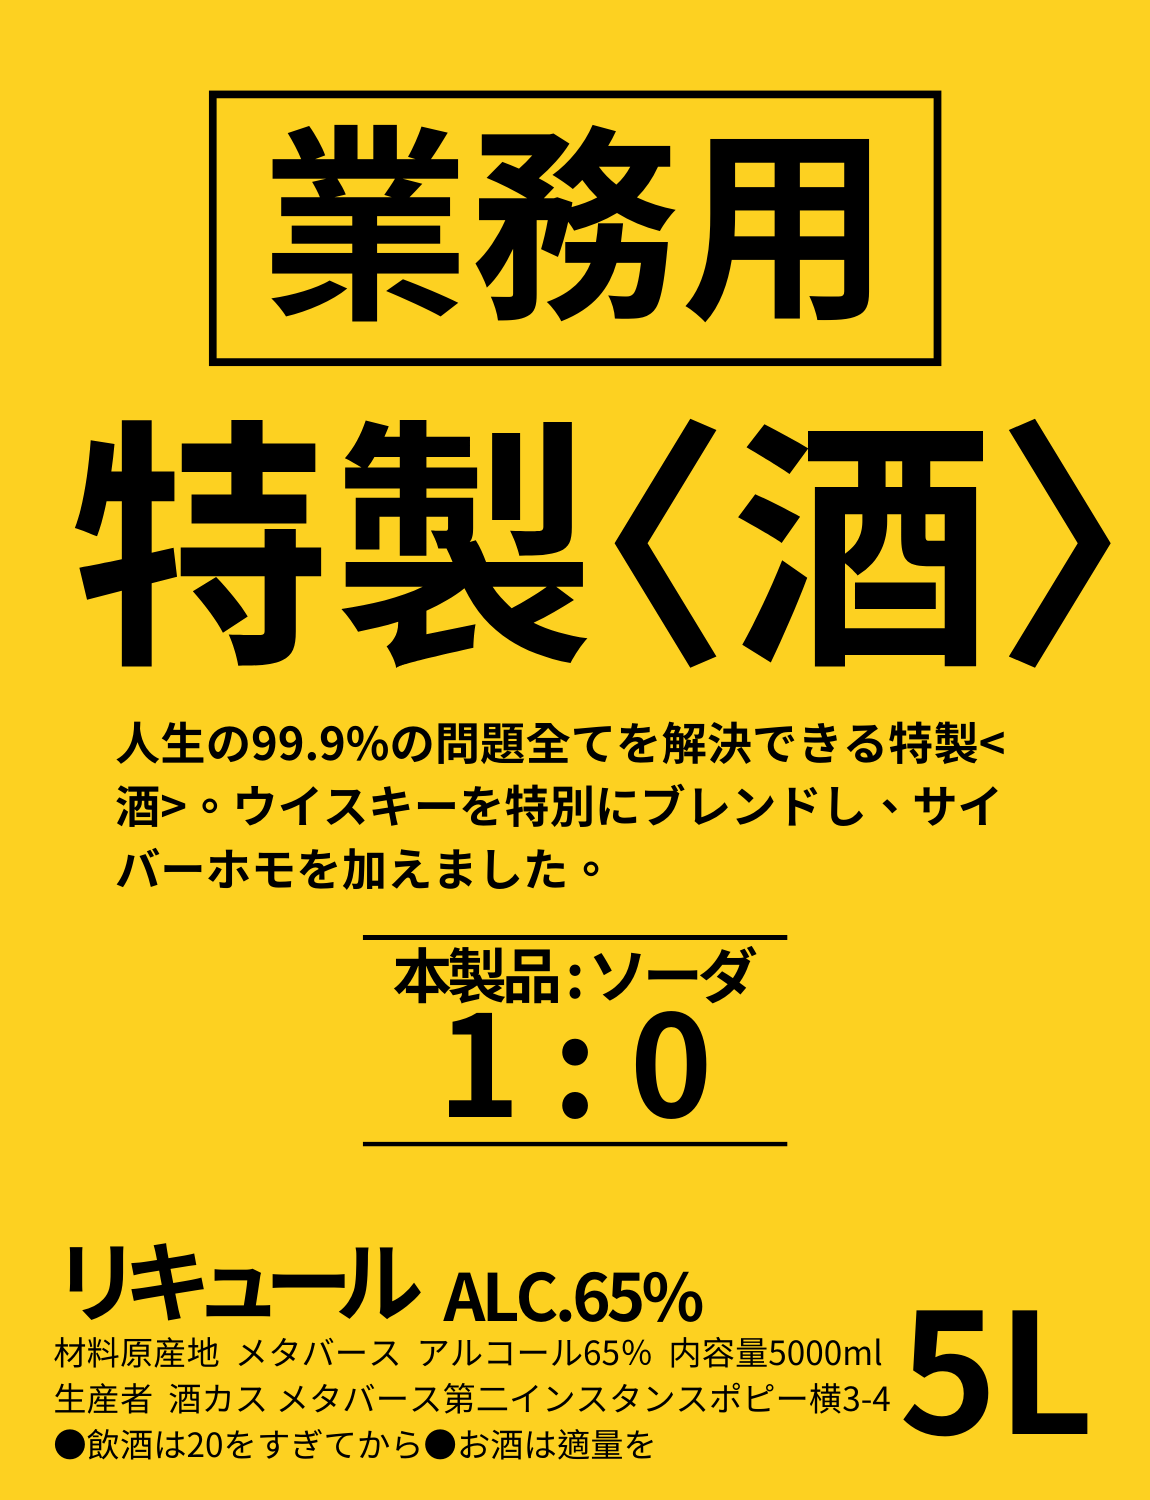 業務用
特製〈酒〉
人生の99.9%の問題全てを解決できる特製<
酒>。ウイスキーを特別にブレンドし、サイ
バーホモを加えました。
本製品:ソーダ
1:0
リキュール ALC.65%
材料原産地 メタバース アルコール65% 内容量5000ml
生産者 酒カス メタバース第二インスタンスポピー横3-4
●飲酒は20をすぎてから●お酒は適量を
5L